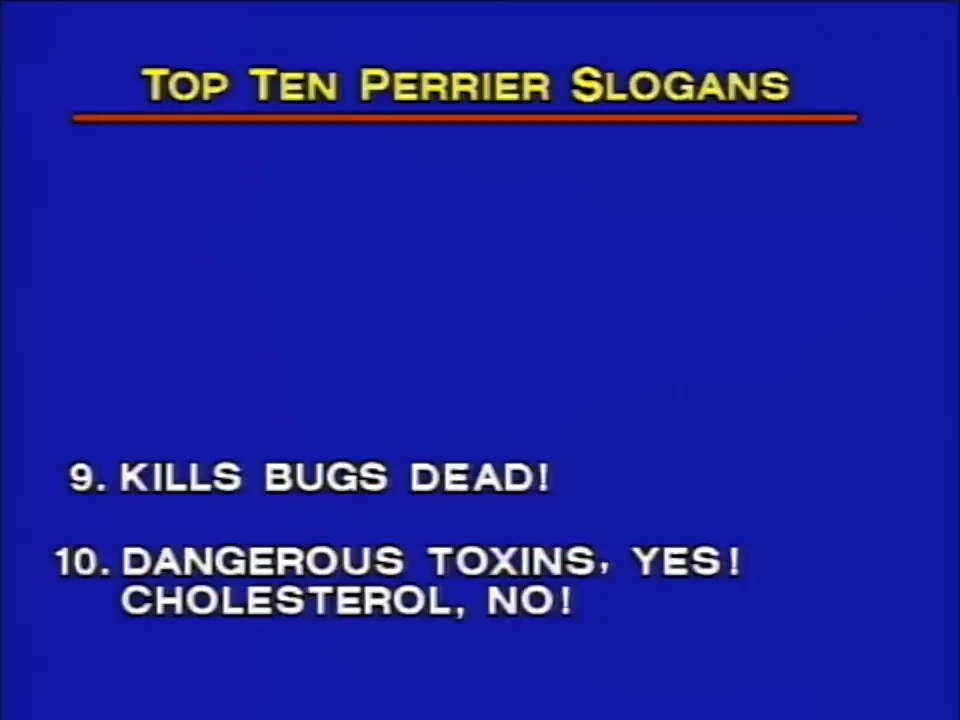 TOP TEN PERRIER SLOGANS
9. KILLS BUGS DEAD!
10. DANGEROUS TOXINS, YES!
CHOLESTEROL, NO!